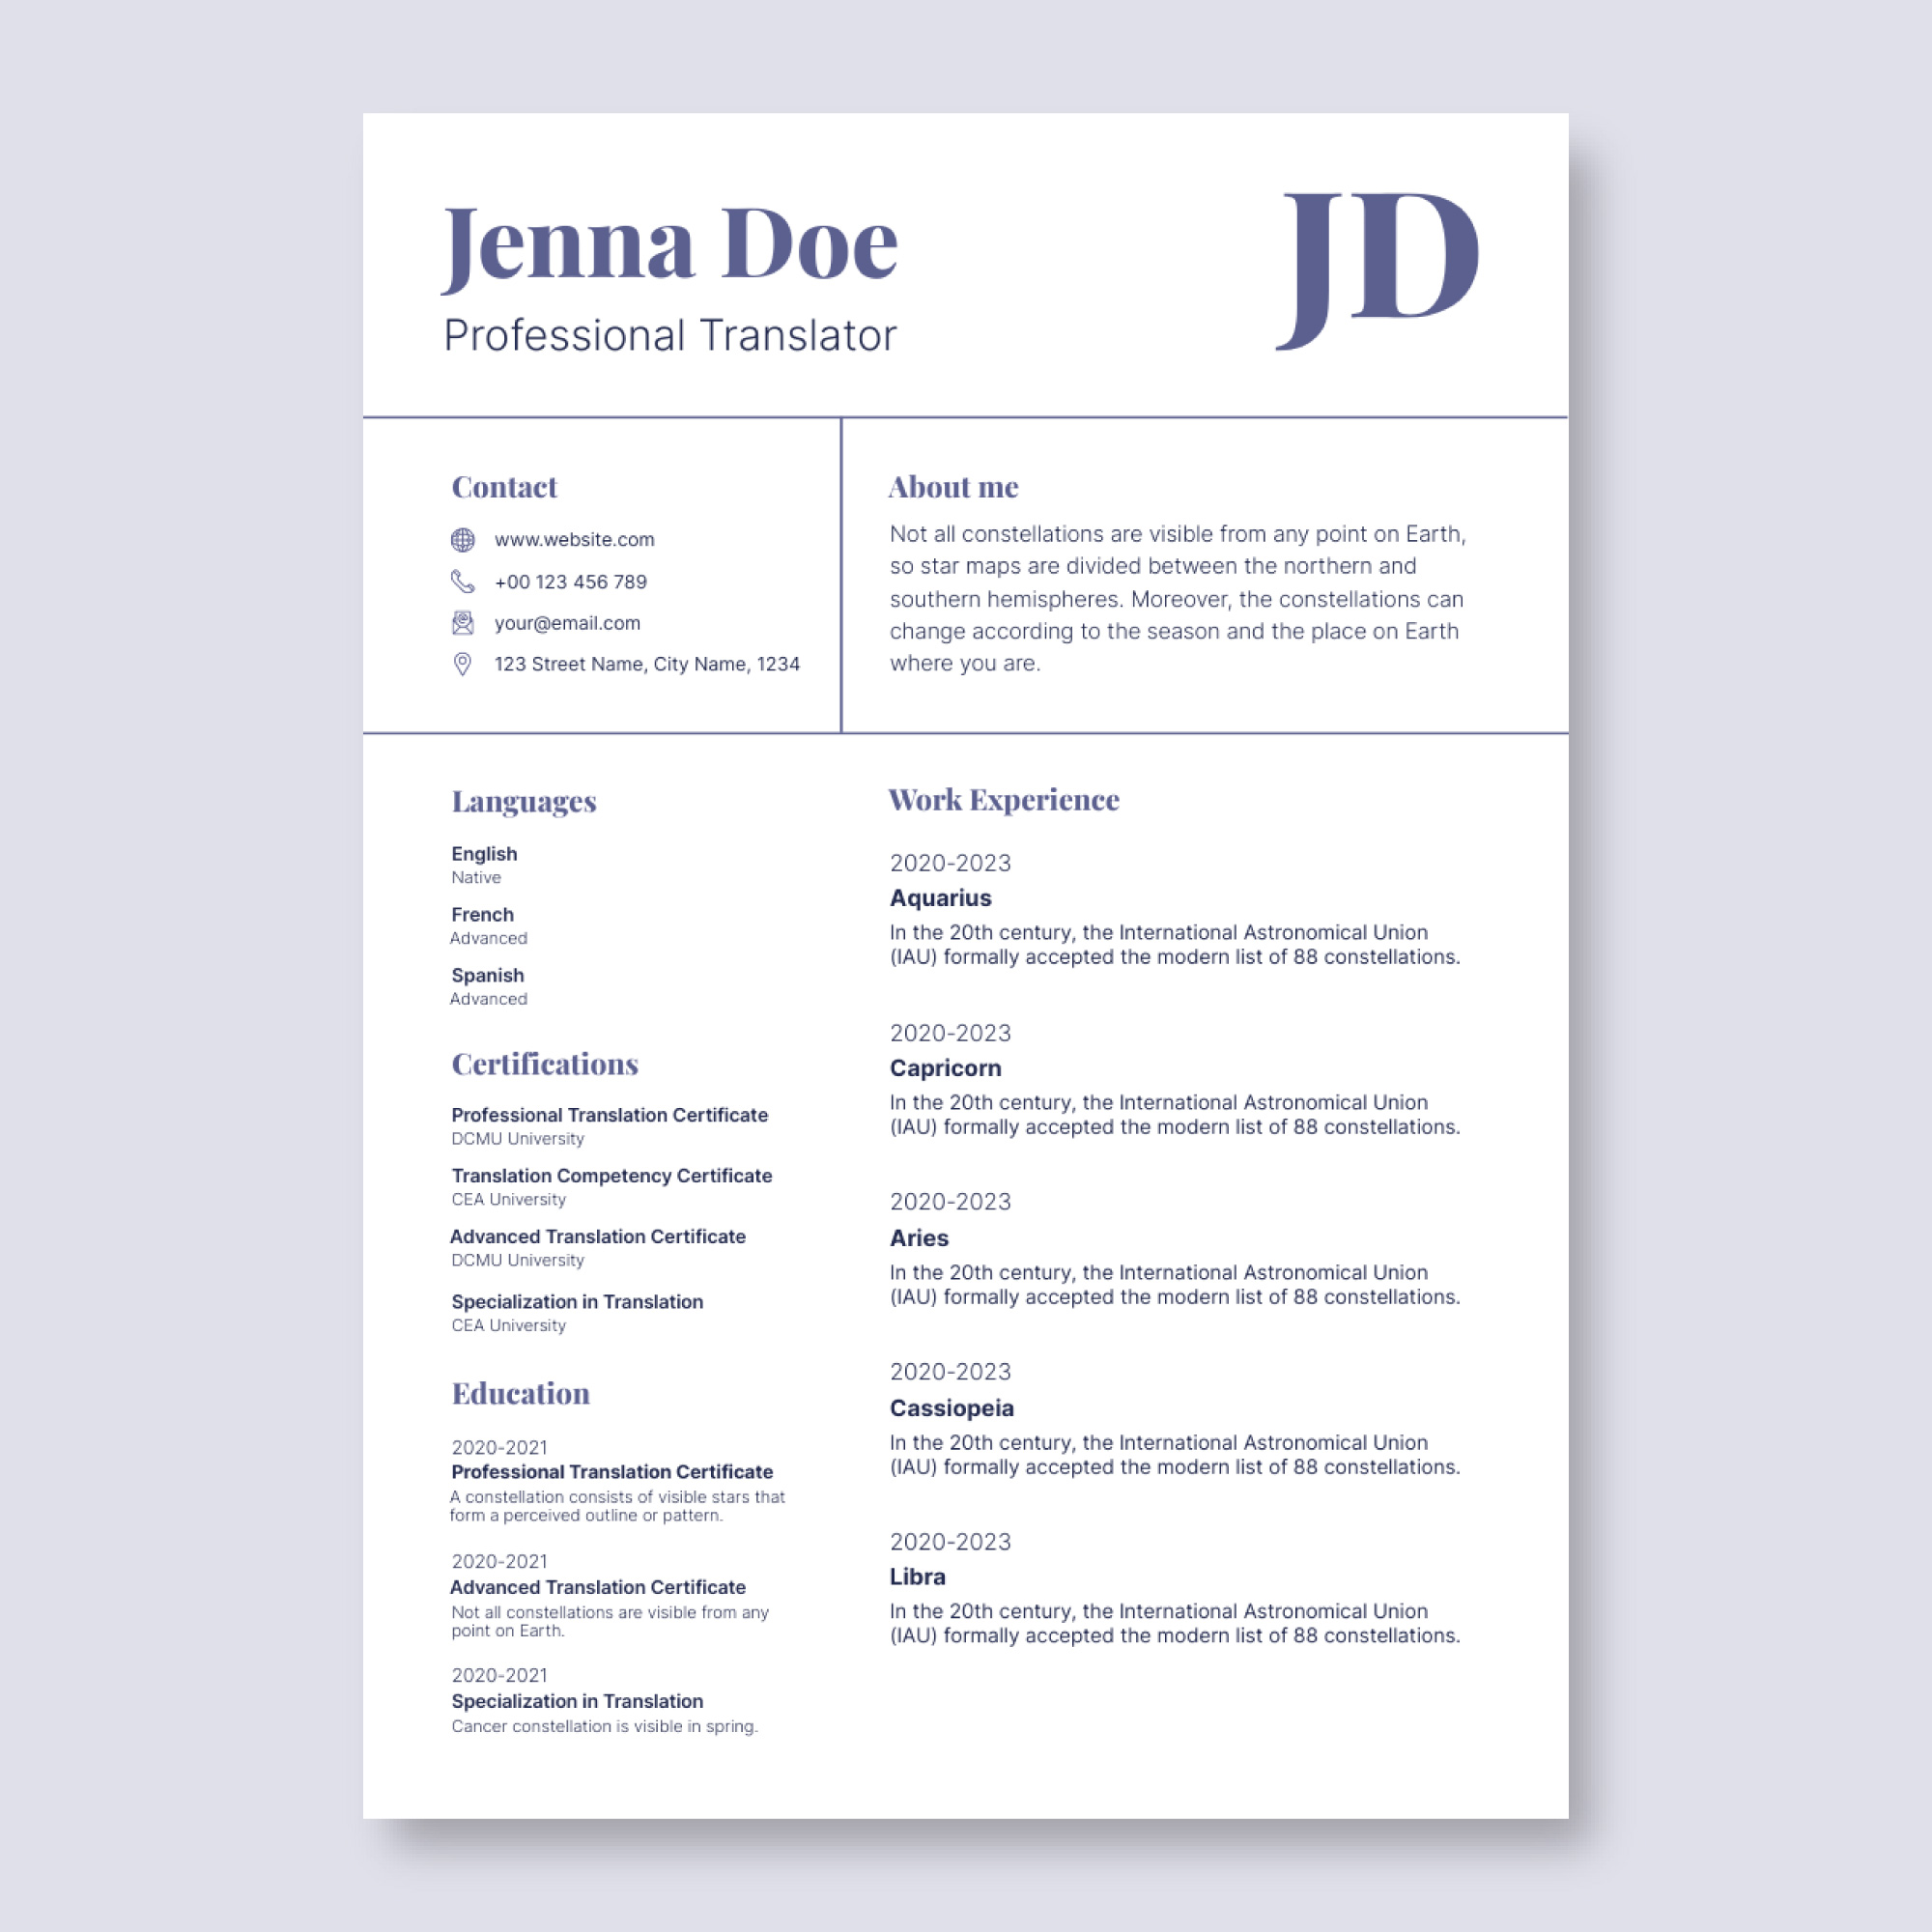 Jenna Doe
Professional Translator
JD
Contact
www.website.com
+00 123 456 789
your@email.com
123 Street Name, City Name, 1234
About me
Not all constellations are visible from any point on Earth,
so star maps are divided between the northern and
southern hemispheres. Moreover, the constellations can
change according to the season and the place on Earth
where you are.
Languages
English
Native
French
Advanced
Spanish
Advanced
Certifications
Professional Translation Certificate
DCMU University
Translation Competency Certificate
CEA University
Advanced Translation Certificate
DCMU University
Specialization in Translation
CEA University
Education
2020-2021
Professional Translation Certificate
A constellation consists of visible stars that
form a perceived outline or pattern.
2020-2021
Advanced Translation Certificate
Not all constellations are visible from any
point on Earth.
2020-2021
Specialization in Translation
Cancer constellation is visible in spring.
Work Experience
2020-2023
Aquarius
In the 20th century, the International Astronomical Union
(IAU) formally accepted the modern list of 88 constellations.
2020-2023
Capricorn
In the 20th century, the International Astronomical Union
(IAU) formally accepted the modern list of 88 constellations.
2020-2023
Aries
In the 20th century, the International Astronomical Union
(IAU) formally accepted the modern list of 88 constellations.
2020-2023
Cassiopeia
In the 20th century, the International Astronomical Union
(IAU) formally accepted the modern list of 88 constellations.
2020-2023
Libra
In the 20th century, the International Astronomical Union
(IAU) formally accepted the modern list of 88 constellations.